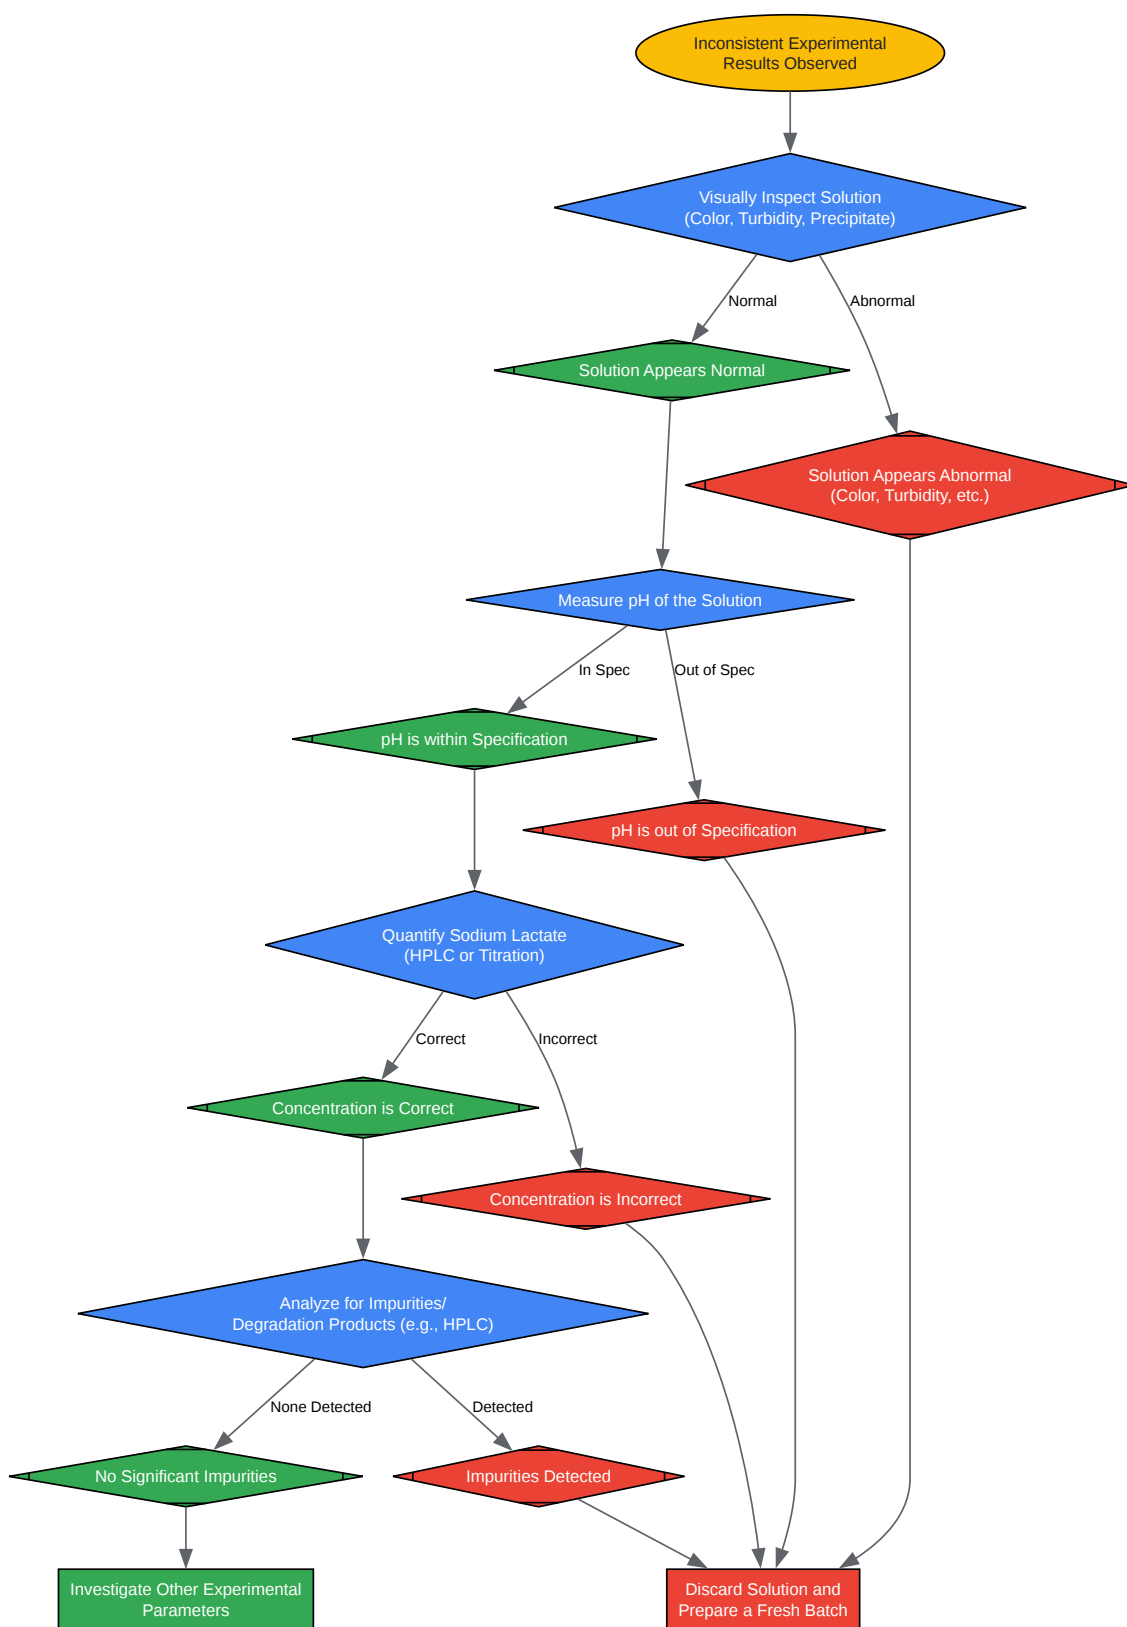 Inconsistent Experimental
Results Observed
Visually Inspect Solution
(Color, Turbidity, Precipitate)
Normal
Abnormal
Solution Appears Normal
Solution Appears Abnormal
(Color, Turbidity, etc.)
Measure pH of the Solution
In Spec
Out of Spec
pH is within Specification
pH is out of Specification
Quantify Sodium Lactate
(HPLC or Titration)
Correct
Incorrect
Concentration is Correct
Concentration is Incorrect
Analyze for Impurities/
Degradation Products (e.g., HPLC)
None Detected
Detected
No Significant Impurities
Impurities Detected
Investigate Other Experimental
Parameters
Discard Solution and
Prepare a Fresh Batch